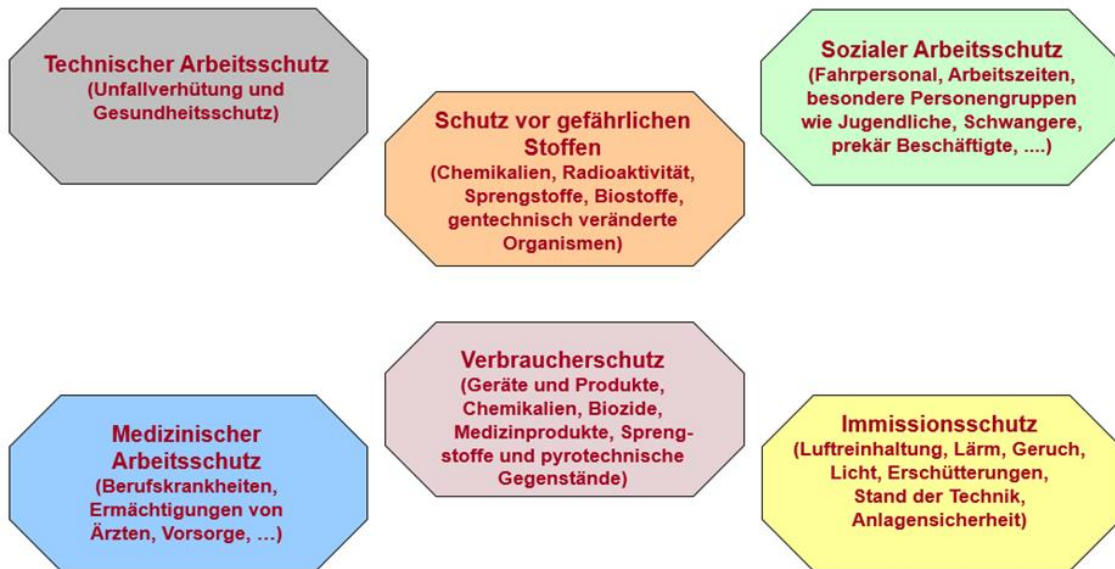 Technischer Arbeitsschutz
(Unfallverhütung und
Gesundheitsschutz)
Schutz vor gefährlichen
Stoffen
(Chemikalien, Radioaktivität,
Sprengstoffe, Biostoffe,
gentechnisch veränderte
Organismen)
Sozialer Arbeitsschutz
(Fahrpersonal, Arbeitszeiten,
besondere Personengruppen
wie Jugendliche, Schwangere,
prekär Beschäftigte, ....)
Medizinischer
Arbeitsschutz
(Berufskrankheiten,
Ermächtigungen von
Ärzten, Vorsorge, ...)
Verbraucherschutz
(Geräte und Produkte,
Chemikalien, Biozide,
Medizinprodukte, Spreng-
stoffe und pyrotechnische
Gegenstände)
Immissionsschutz
(Luftreinhaltung, Lärm, Geruch,
Licht, Erschütterungen,
Stand der Technik,
Anlagensicherheit)